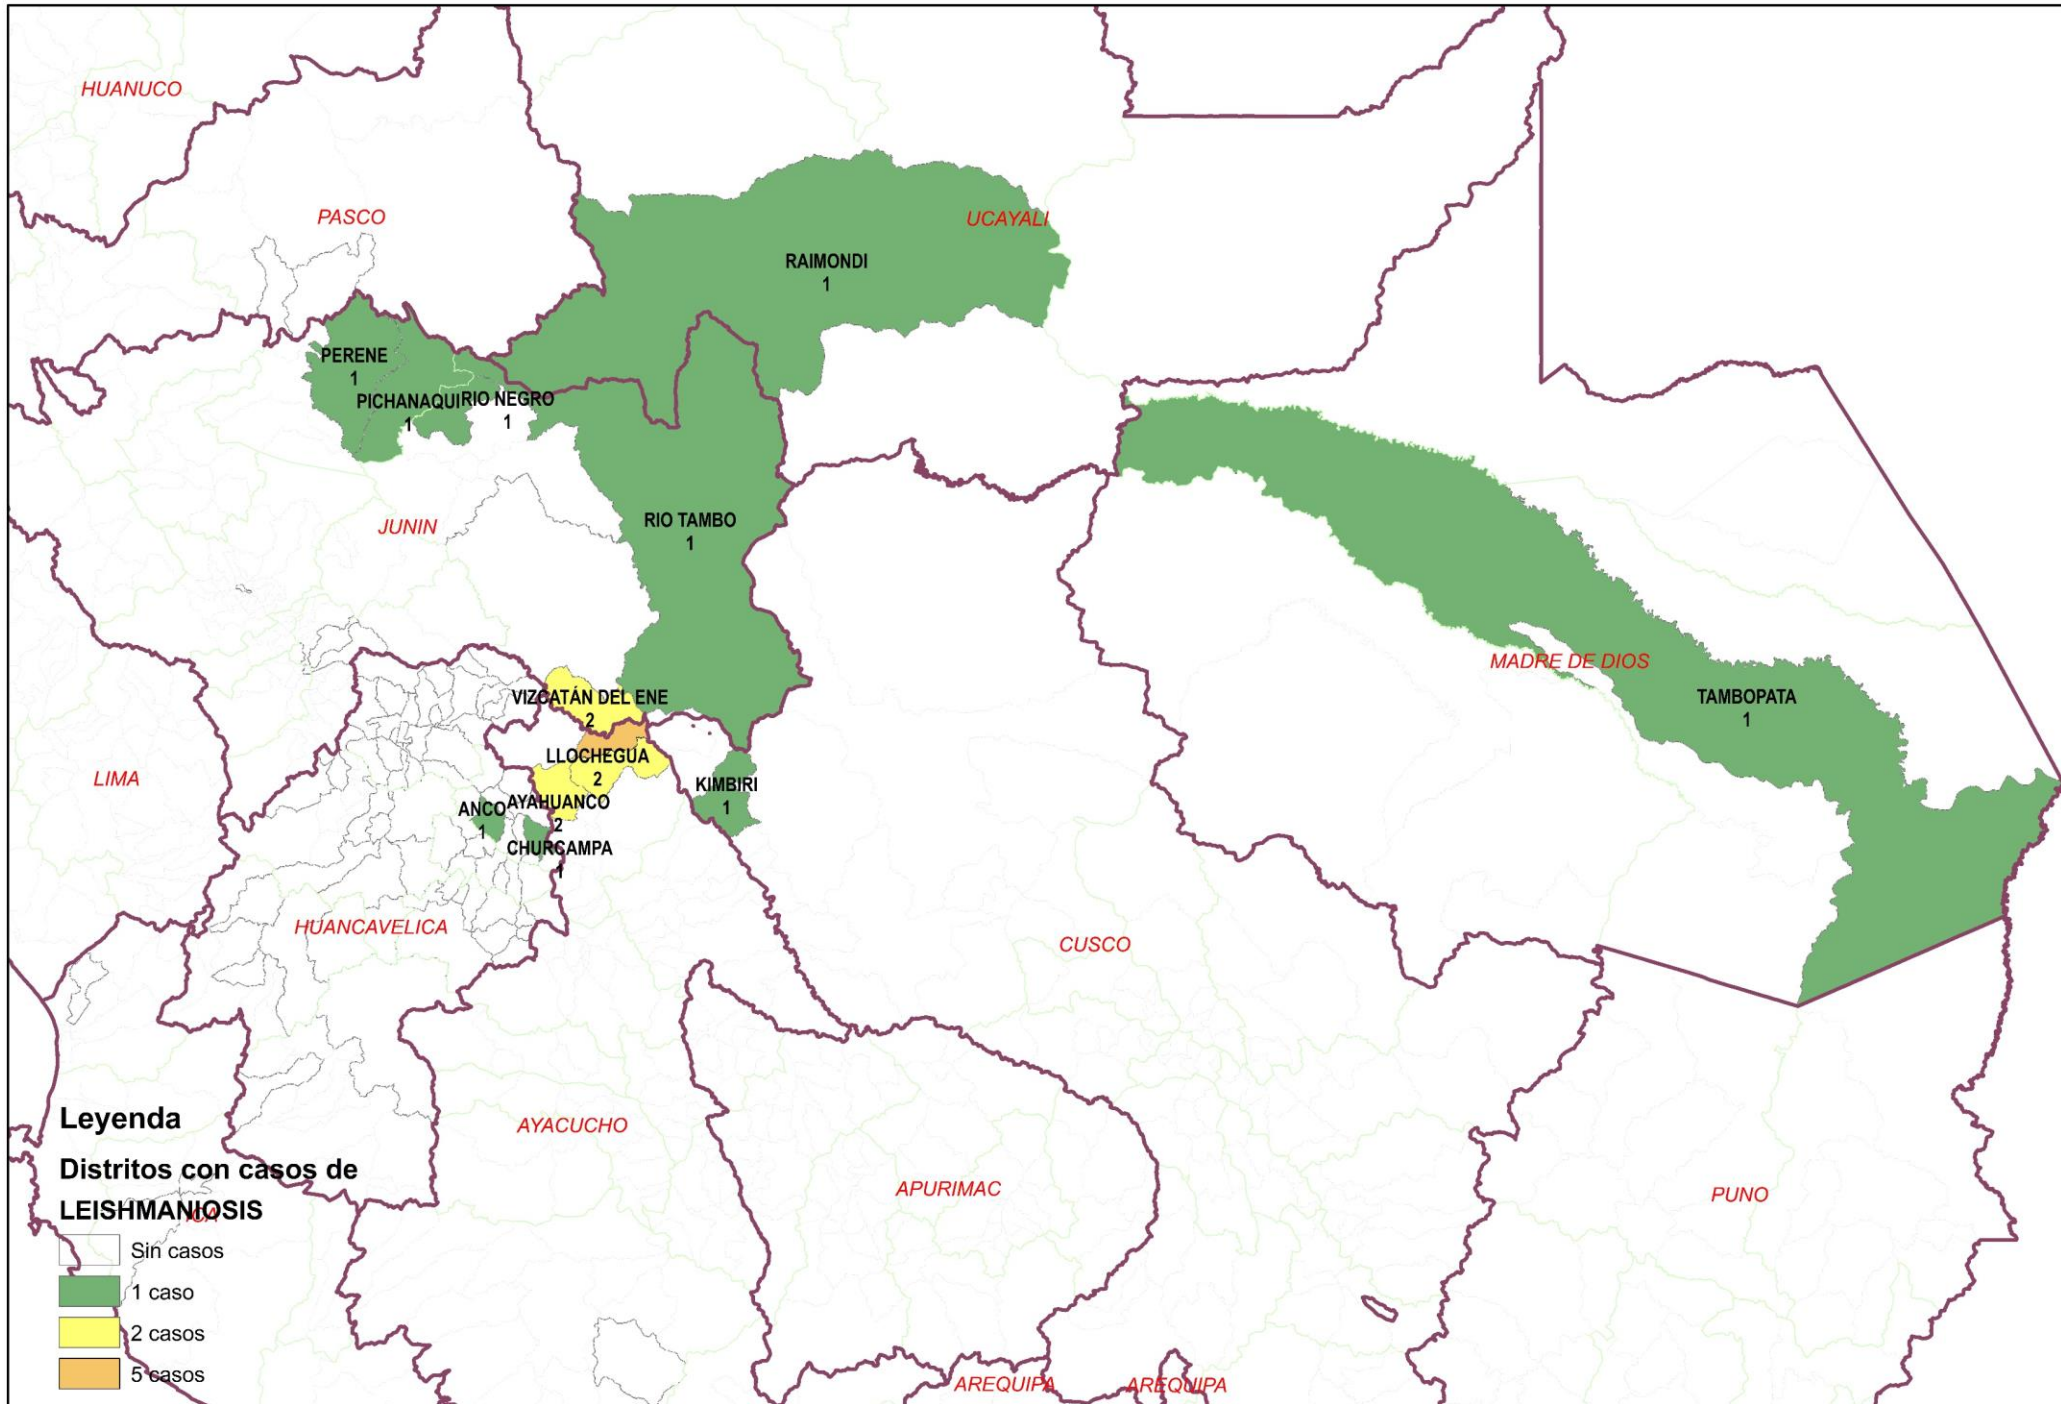 HUANUCO
PASCO
UCAYALI
RAIMONDI
1
PERENE
1
PICHANAQUI
1
RIO NEGRO
1
RIO TAMBO
1
JUNIN
MADRE DE DIOS
TAMBOPATA
1
VIZCATÁN DEL ENE
2
LLOCHEGUA
2
LIMA
KIMBIRI
1
ANCO
1
AYAHUANCO
2
CHURCAMPA
1
HUANCAVELICA
CUSCO
AYACUCHO
APURIMAC
PUNO
ICA
AREQUIPA
AREQUIPA
Leyenda
Distritos con casos de
LEISHMANIOSIS
Sin casos
1 caso
2 casos
5 casos